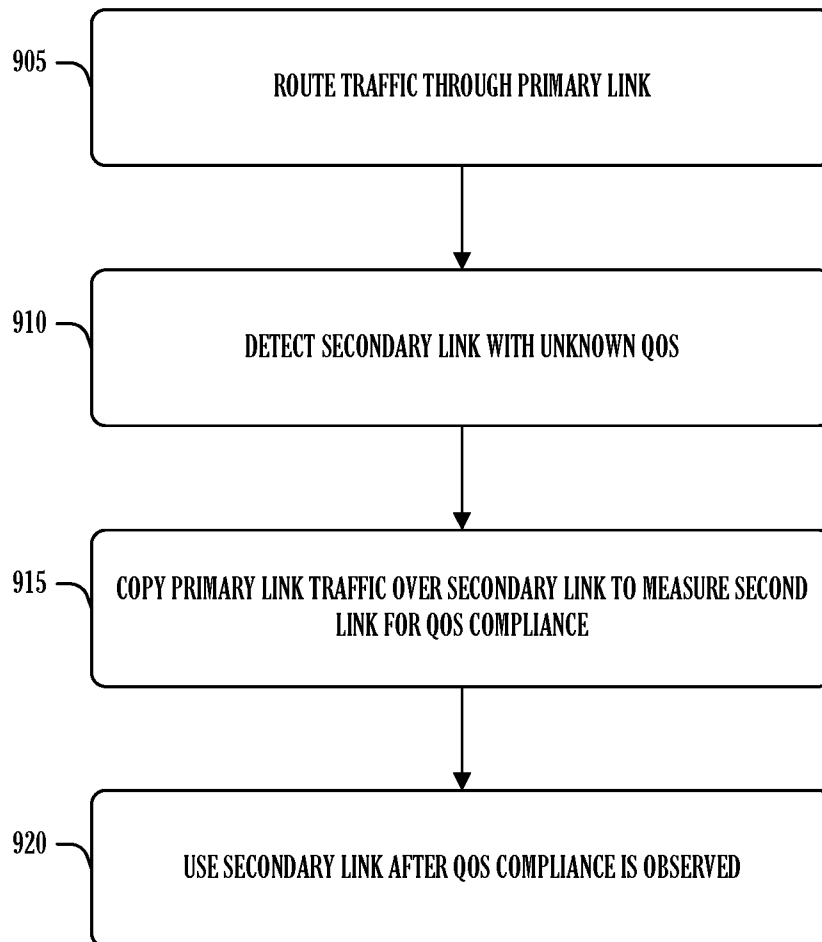 905
ROUTE TRAFFIC THROUGH PRIMARY LINK
910
DETECT SECONDARY LINK WITH UNKNOWN QOS
915
COPY PRIMARY LINK TRAFFIC OVER SECONDARY LINK TO MEASURE SECOND
LINK FOR QOS COMPLIANCE
920
USE SECONDARY LINK AFTER QOS COMPLIANCE IS OBSERVED